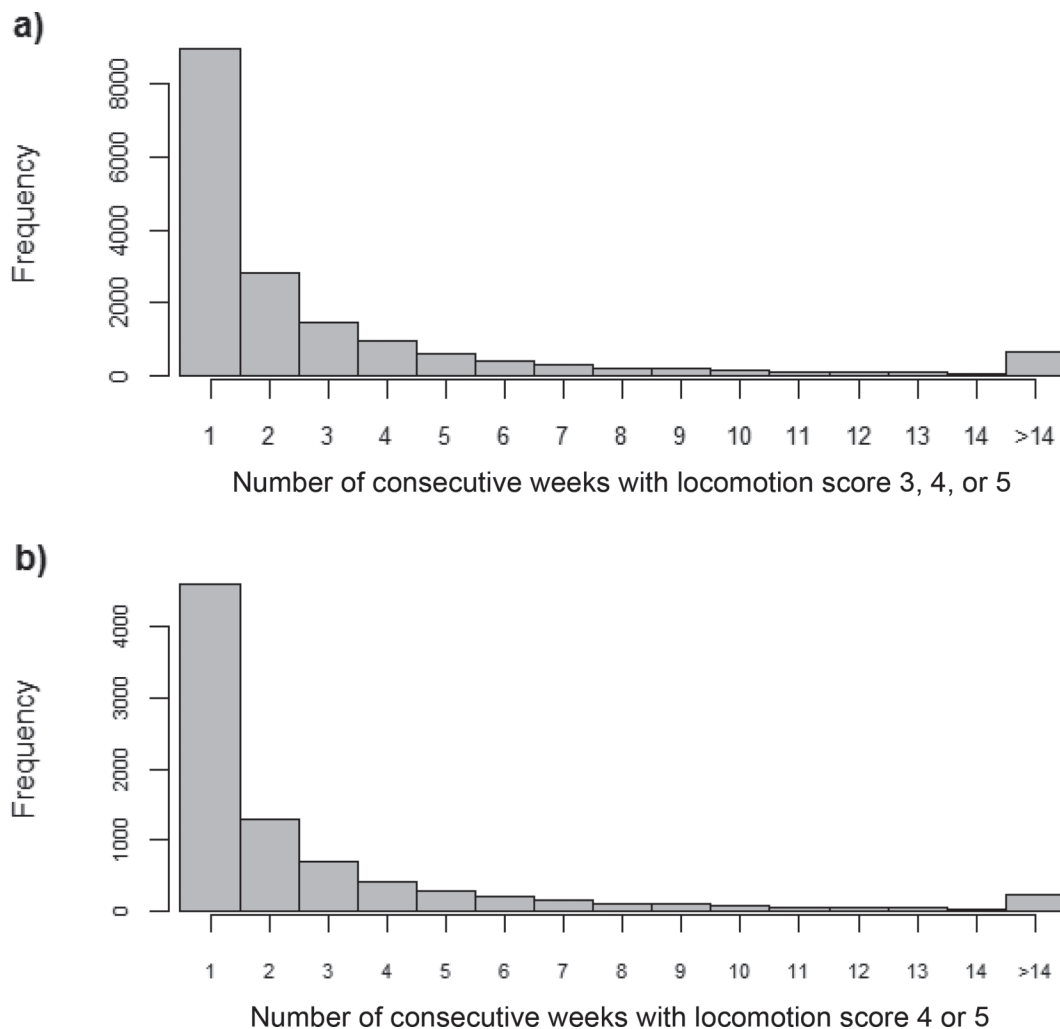 a)
Frequency
8000
6000
4000
2000
0
1 2 3 4 5 6 7 8 9 10 11 12 13 14 >14
Number of consecutive weeks with locomotion score 3, 4, or 5
b)
Frequency
4000
3000
2000
1000
0
1 2 3 4 5 6 7 8 9 10 11 12 13 14 >14
Number of consecutive weeks with locomotion score 4 or 5